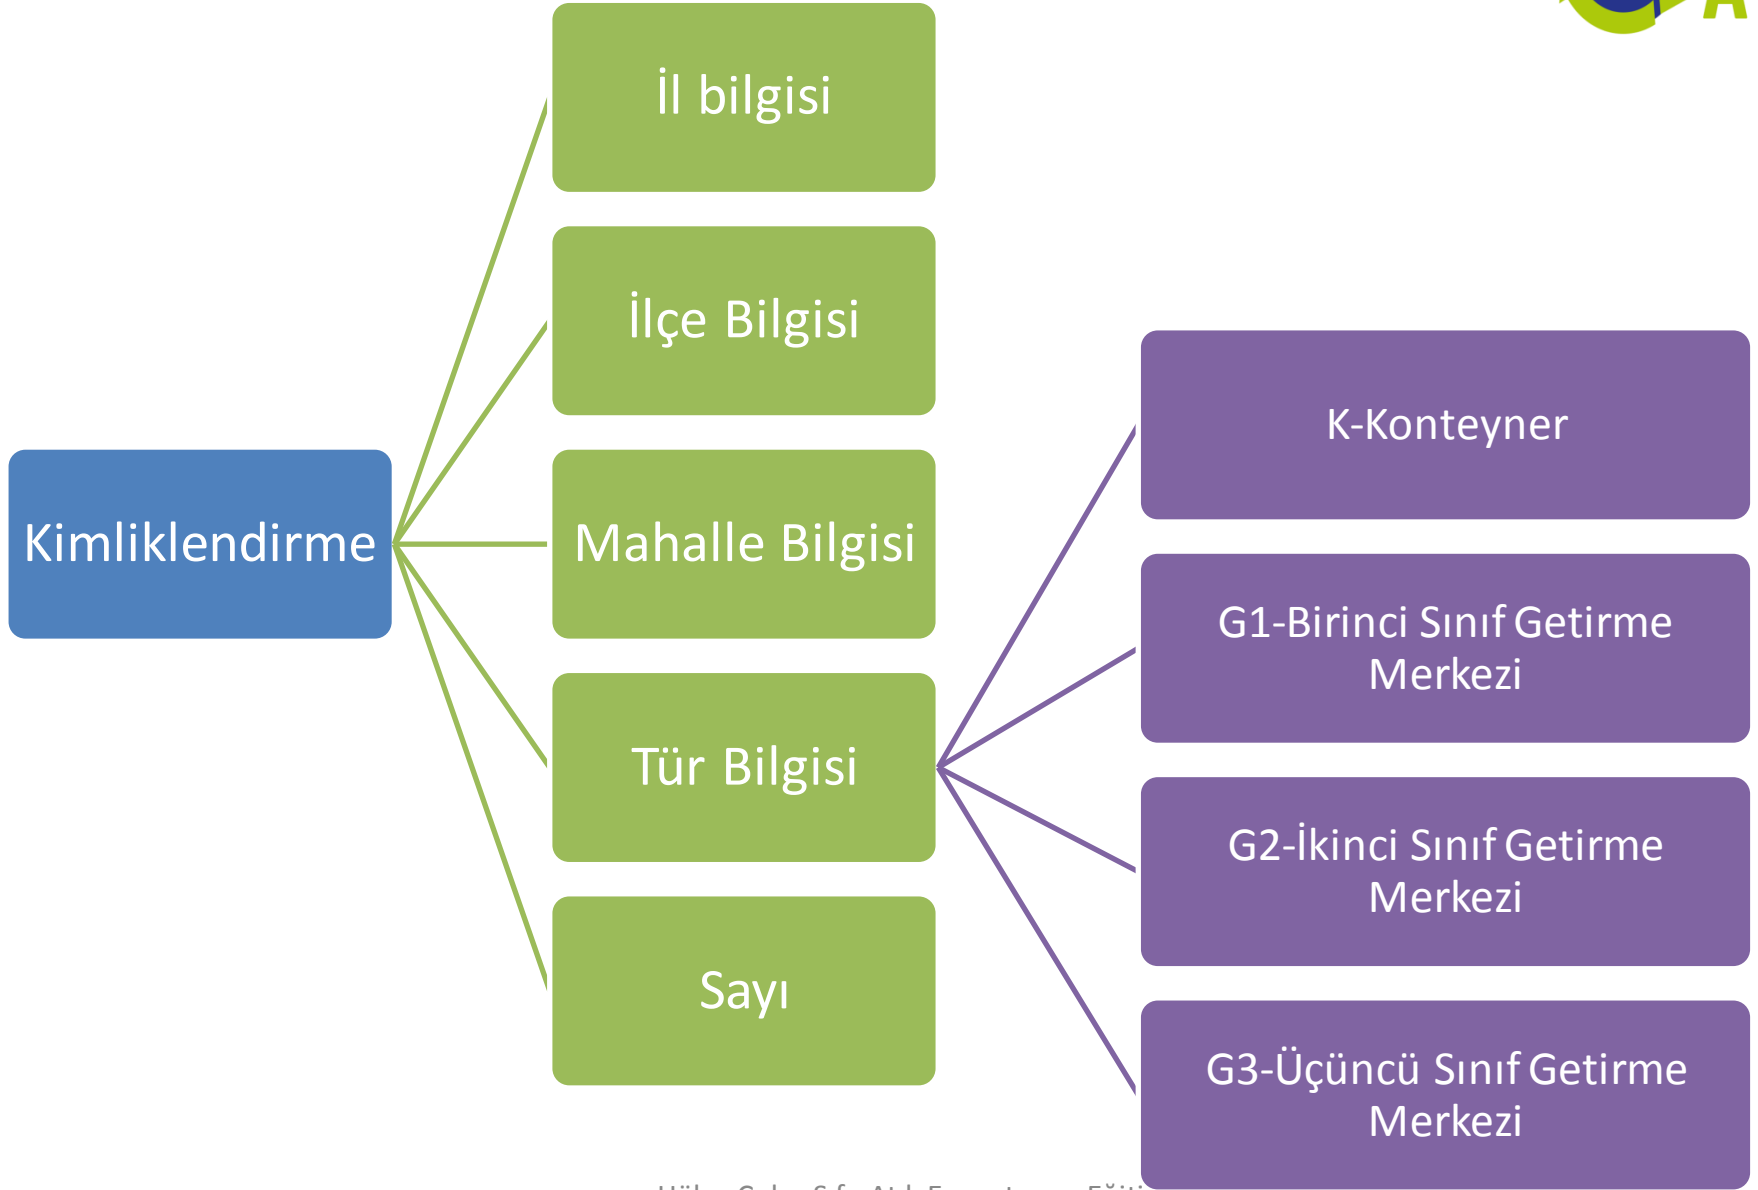 İl bilgisi
İlçe Bilgisi
Kimliklendirme
Mahalle Bilgisi
Tür Bilgisi
Sayı
K-Konteyner
G1-Birinci Sınıf Getirme
Merkezi
G2-İkinci Sınıf Getirme
Merkezi
G3-Üçüncü Sınıf Getirme
Merkezi